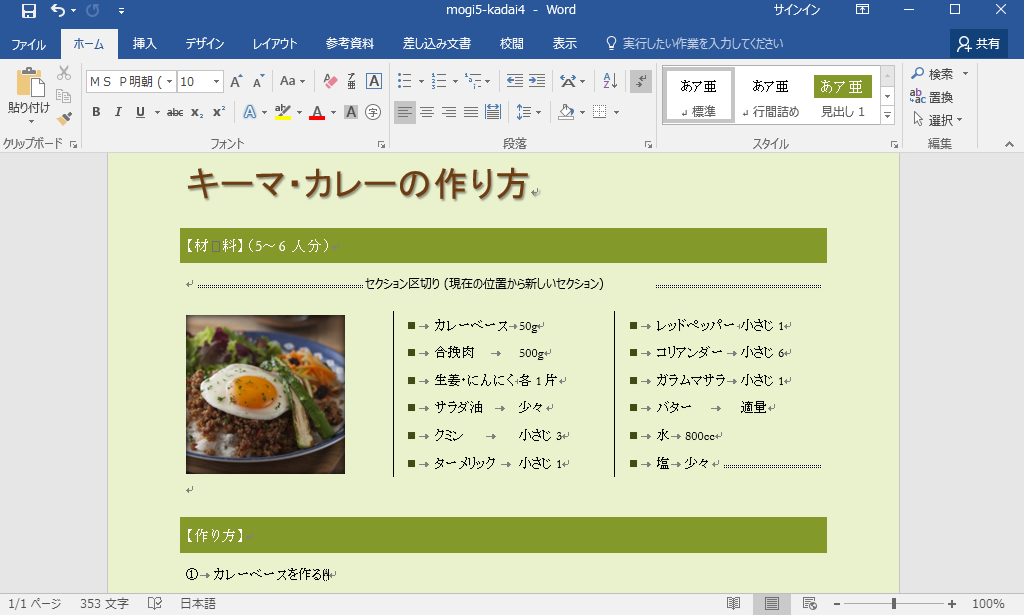 mogi5-kadai4 - Word
サインイン
ファイル ホーム 挿入 デザイン レイアウト 参考資料 差し込み文書 校閲 表示 実行したい作業を入力してください 共有
貼り付け
ＭＳ Ｐ明朝 ( 10
Aa
B I U abc x₂ x²
あア亜 あア亜 あア亜
標準 行間詰め 見出し 1
検索
置換
選択
クリップボード フォント 段落 スタイル 編集
キーマ・カレーの作り方
【材 料】（5～6 人分）
セクション区切り (現在の位置から新しいセクション)
カレーベース 50g
合挽肉 500g
生姜・にんにく 各 1 片
サラダ油 少々
クミン 小さじ 3
ターメリック 小さじ 1
レッドペッパー 小さじ 1
コリアンダー 小さじ 6
ガラムマサラ 小さじ 1
バター 適量
水 800cc
塩 少々
【作り方】
① カレーベースを作る
1/1 ページ 353 文字 日本語 100%